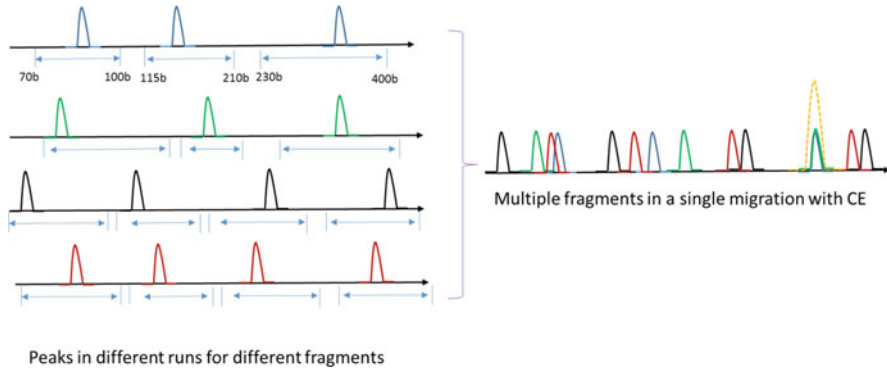 70b 100b 115b 210b 230b 400b
Multiple fragments in a single migration with CE
Peaks in different runs for different fragments